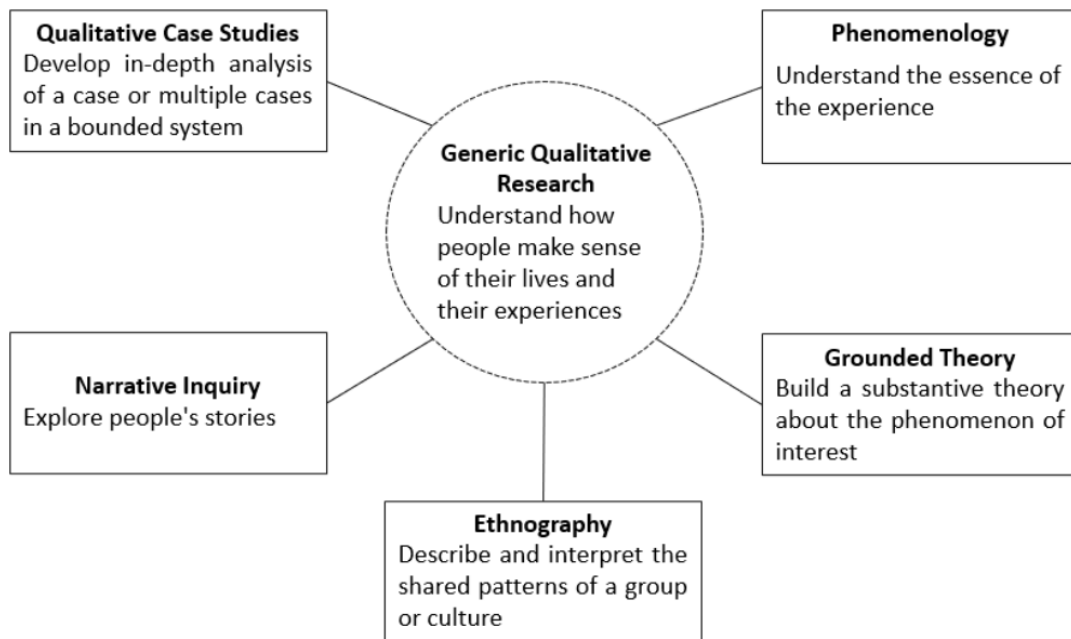 Qualitative Case Studies
Develop in-depth analysis
of a case or multiple cases
in a bounded system
Phenomenology
Understand the essence of
the experience
Generic Qualitative
Research
Understand how
people make sense
of their lives and
their experiences
Narrative Inquiry
Explore people's stories
Grounded Theory
Build a substantive theory
about the phenomenon of
interest
Ethnography
Describe and interpret the
shared patterns of a group
or culture